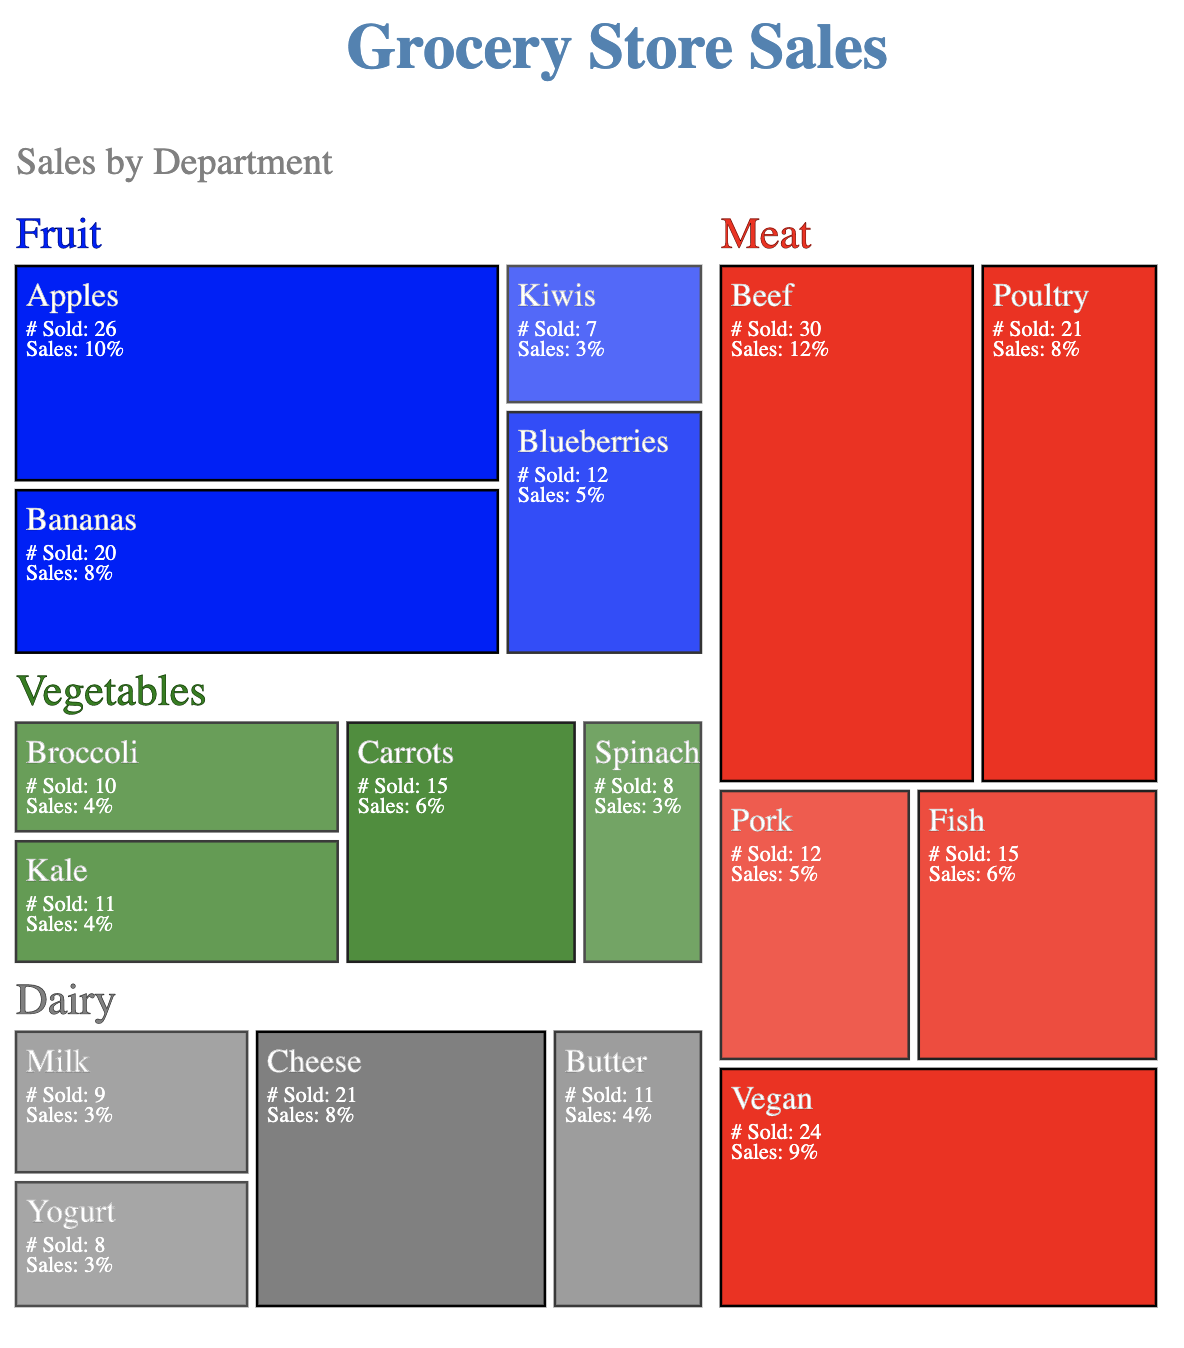 Grocery Store Sales
Sales by Department
Fruit
Apples
# Sold: 26
Sales: 10%
Bananas
# Sold: 20
Sales: 8%
Kiwis
# Sold: 7
Sales: 3%
Blueberries
# Sold: 12
Sales: 5%
Vegetables
Broccoli
# Sold: 10
Sales: 4%
Kale
# Sold: 11
Sales: 4%
Carrots
# Sold: 15
Sales: 6%
Spinach
# Sold: 8
Sales: 3%
Dairy
Milk
# Sold: 9
Sales: 3%
Yogurt
# Sold: 8
Sales: 3%
Cheese
# Sold: 21
Sales: 8%
Butter
# Sold: 11
Sales: 4%
Meat
Beef
# Sold: 30
Sales: 12%
Poultry
# Sold: 21
Sales: 8%
Pork
# Sold: 12
Sales: 5%
Fish
# Sold: 15
Sales: 6%
Vegan
# Sold: 24
Sales: 9%